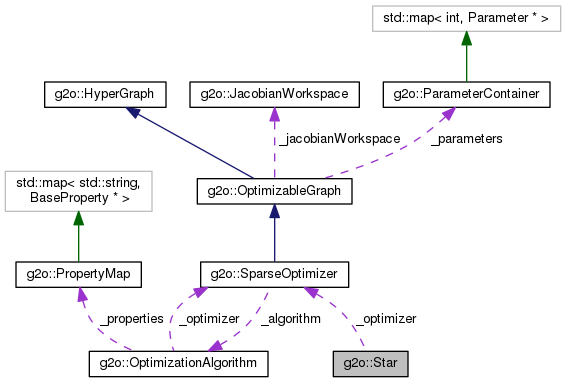 std::map< int, Parameter * >
g2o::HyperGraph
g2o::JacobianWorkspace
g2o::ParameterContainer
_jacobianWorkspace
_parameters
std::map< std::string,
BaseProperty * >
g2o::OptimizableGraph
g2o::PropertyMap
g2o::SparseOptimizer
_properties
_optimizer
_algorithm
_optimizer
g2o::OptimizationAlgorithm
g2o::Star